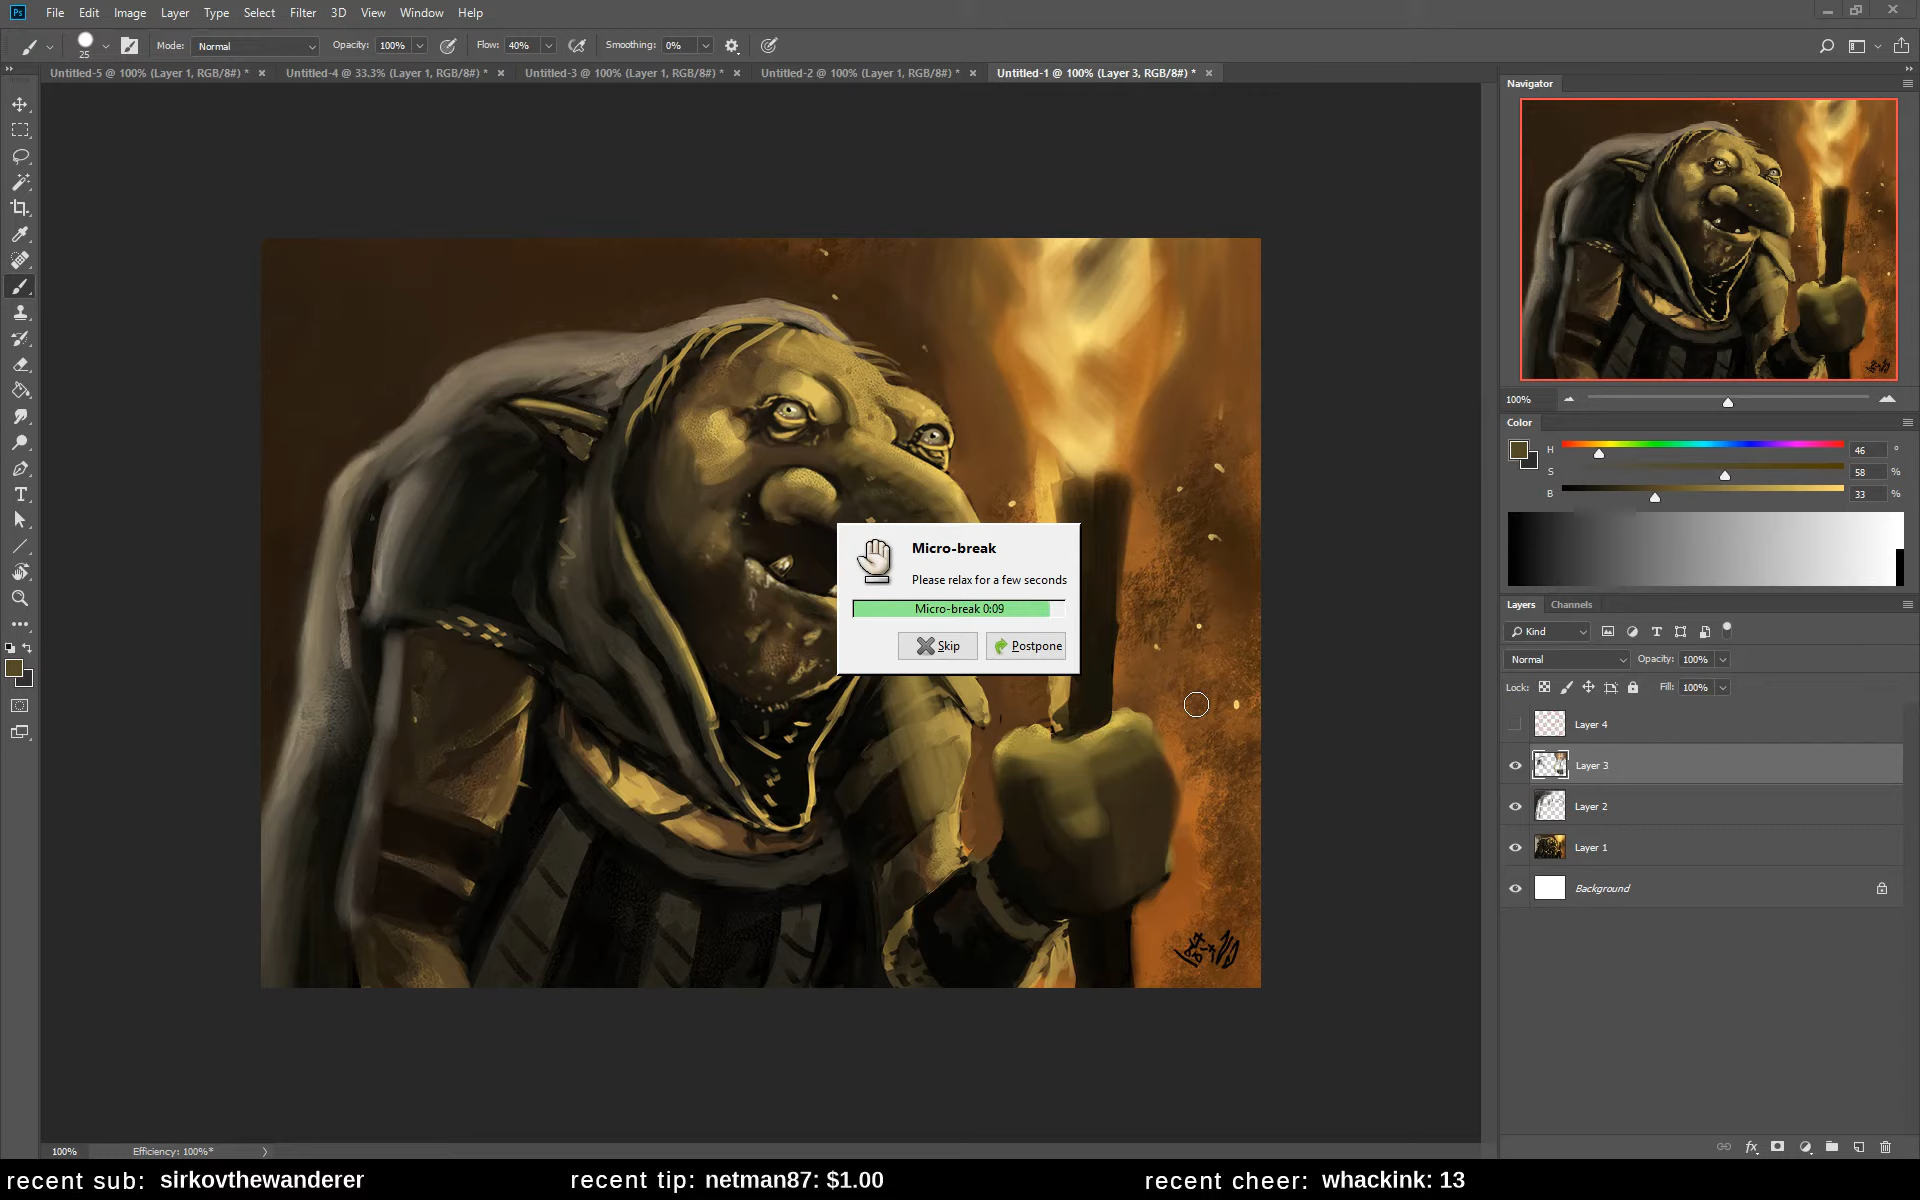 Ps File Edit Image Layer Type Select Filter 3D View Window Help
25 Mode: Normal Opacity: 100% Flow: 40% Smoothing: 0%
Untitled-5 @ 100% (Layer 1, RGB/8#) * Untitled-4 @ 33.3% (Layer 1, RGB/8#) * Untitled-3 @ 100% (Layer 1, RGB/8#) * Untitled-2 @ 100% (Layer 1, RGB/8#) * Untitled-1 @ 100% (Layer 3, RGB/8#) *
Navigator
100%
Color
H 46 °
S 58 %
B 33 %
Micro-break
Please relax for a few seconds
Micro-break 0:09
Skip Postpone
Layers Channels
Kind
Normal Opacity: 100%
Lock: Fill: 100%
Layer 4
Layer 3
Layer 2
Layer 1
Background
100% Efficiency: 100%*
recent sub: sirkovthewanderer recent tip: netman87: $1.00 recent cheer: whackink: 13